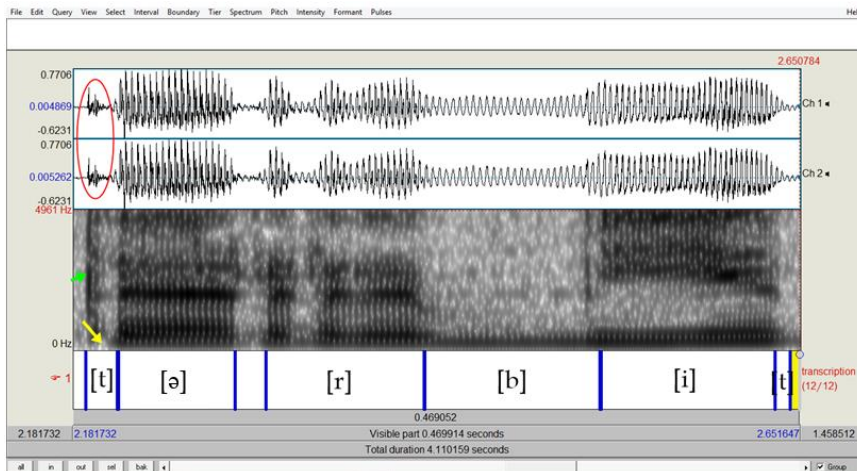 File Edit Query View Select Interval Boundary Tier Spectrum Pitch Intensity Formant Pulses Hel
2.650784
0.7706
0.004869
-0.6231
Ch 1
0.7706
0.005262
-0.6231
Ch 2
4961 Hz
0 Hz
1 [t] [ə] [r] [b] [i] [t] transcription
(12/12)
0.469052
2.181732 2.181732 Visible part 0.469914 seconds 2.651647 1.458512
Total duration 4.110159 seconds
all in out sel bak Group